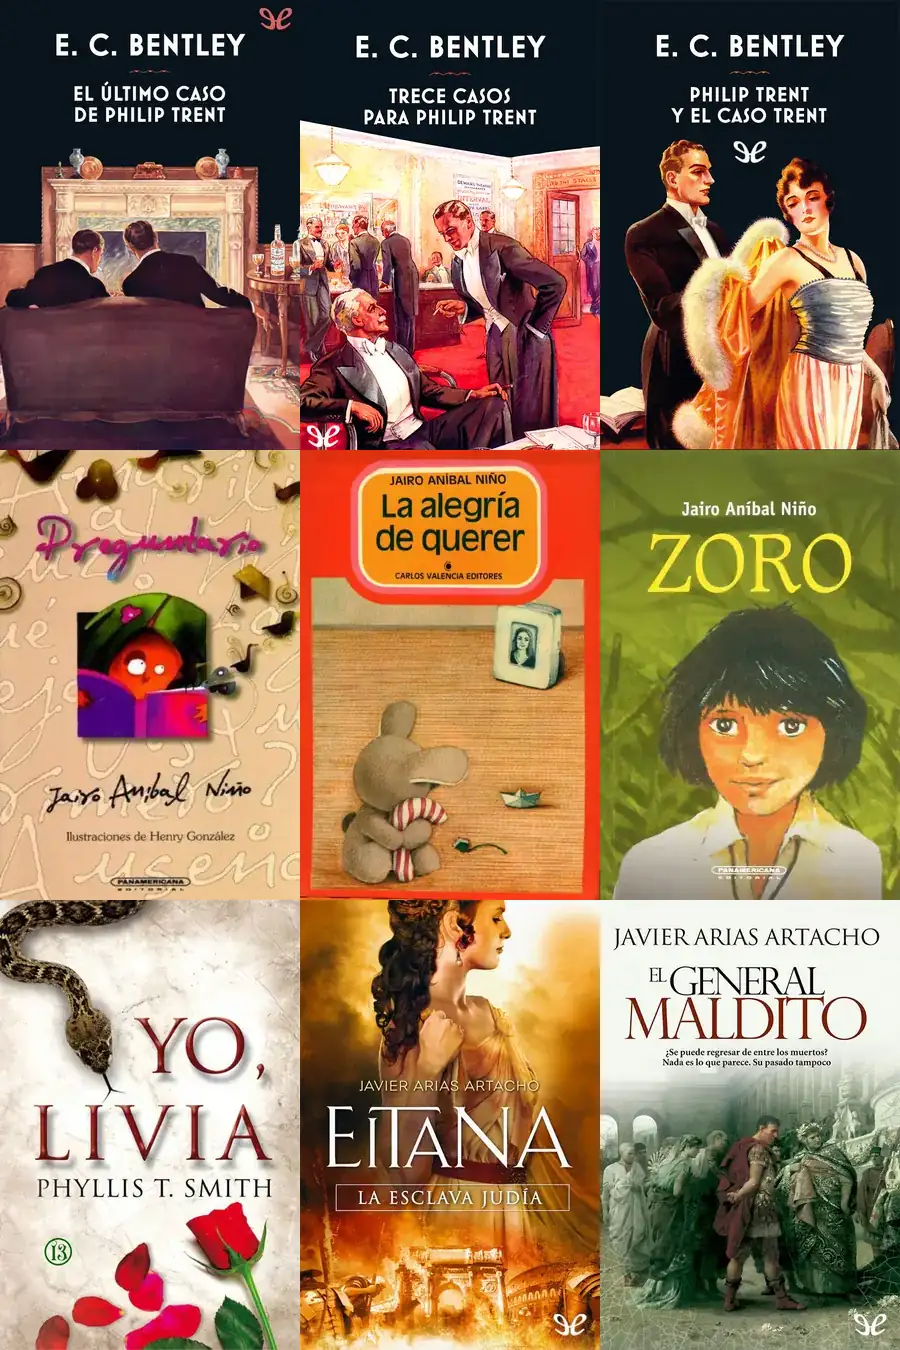 E. C. BENTLEY
EL ÚLTIMO CASO
DE PHILIP TRENT
E. C. BENTLEY
TRECE CASOS
PARA PHILIP TRENT
E. C. BENTLEY
PHILIP TRENT
Y EL CASO TRENT
Preguntario
Jairo Aníbal Niño
Ilustraciones de Henry González
PANAMERICANA
EDITORIAL
JAIRO ANÍBAL NIÑO
La alegría
de querer
CARLOS VALENCIA EDITORES
Jairo Aníbal Niño
ZORO
PANAMERICANA
EDITORIAL
YO,
LIVIA
PHYLLIS T. SMITH
13
JAVIER ARIAS ARTACHO
EITANA
LA ESCLAVA JUDÍA
JAVIER ARIAS ARTACHO
EL GENERAL
MALDITO
¿Se puede regresar de entre los muertos?
Nada es lo que parece. Su pasado tampoco